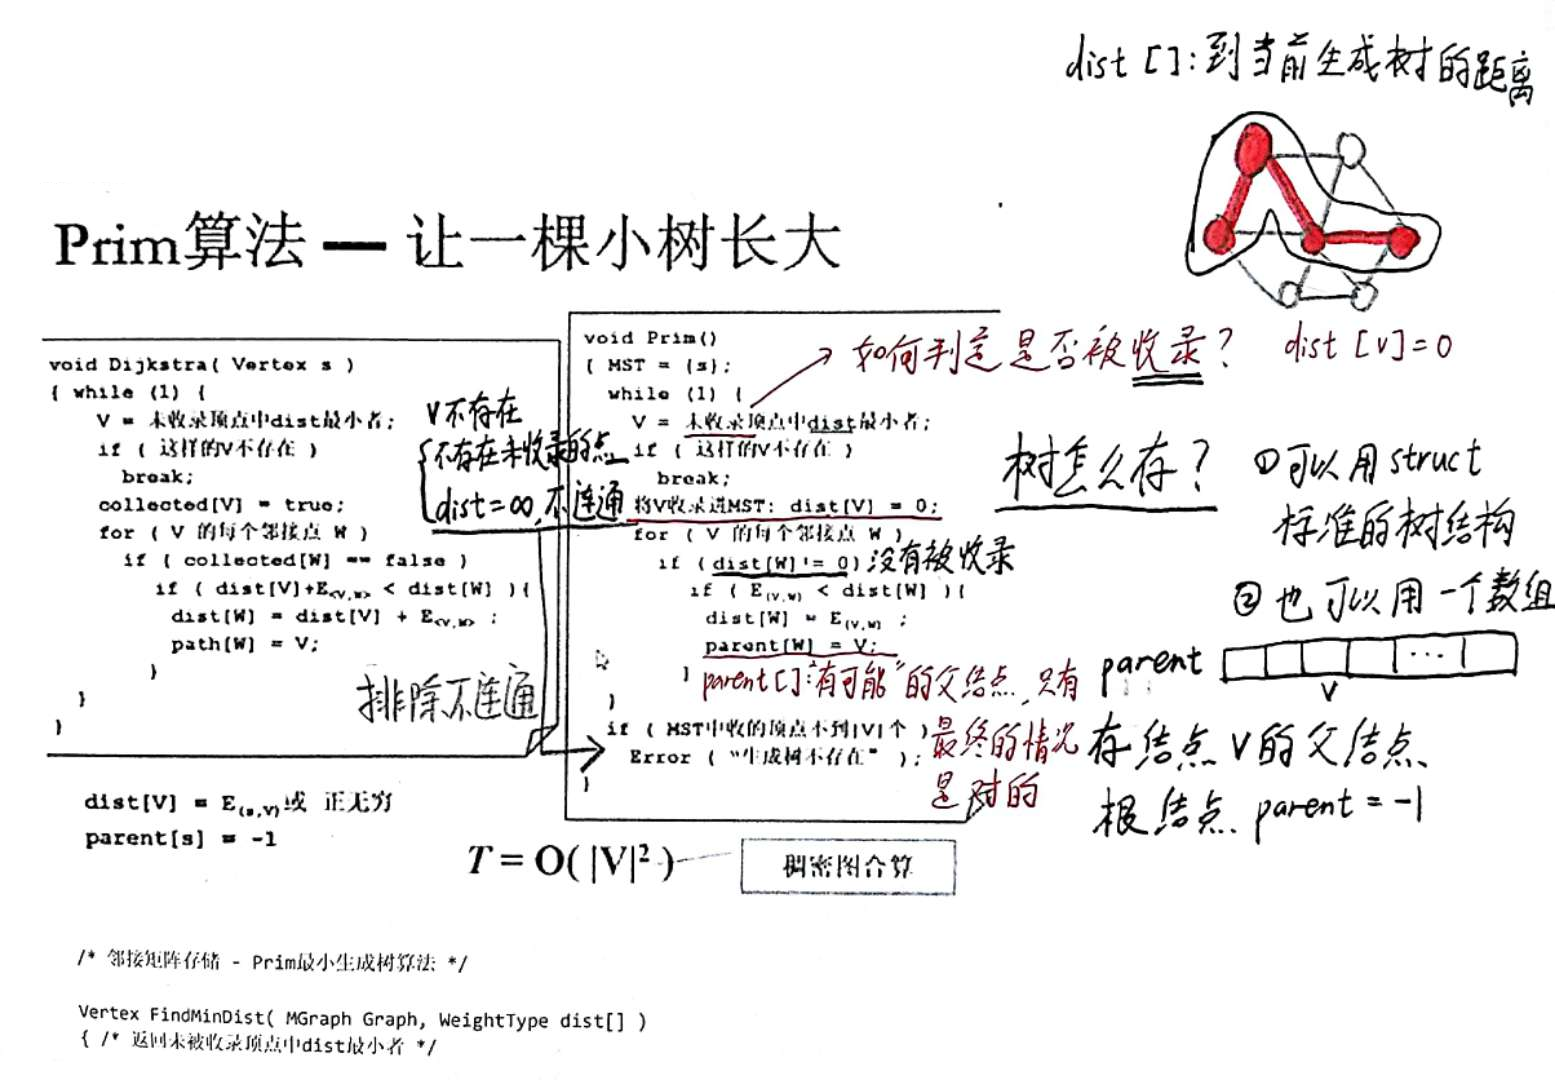 dist []:到当前生成树的距离
Prim算法 — 让一棵小树长大
void Dijkstra( Vertex s )
{ while (1) {
V = 未收录顶点中dist最小者;
if ( 这样的V不存在 )
break;
collected[V] = true;
for ( V 的每个邻接点 W )
if ( collected[W] == false )
if ( dist[V]+E<V,W> < dist[W] ){
dist[W] = dist[V] + E<V,W> ;
path[W] = V;
}
}
}
V不存在
不存在未收录的点
dist=∞,不连通
排除不连通
void Prim()
{ MST = {s};
while (1) {
V = 未收录顶点中dist最小者;
if ( 这样的V不存在 )
break;
将V收录进MST: dist[V] = 0;
for ( V 的每个邻接点 W )
if ( dist[W]!= 0 ) 没有被收录
if ( E(V,W) < dist[W] ){
dist[W] = E(V,W) ;
parent[W] = V;
}
}
if ( MST中收的顶点不到|V|个 )
Error ( "生成树不存在" );
}
如何判定是否被收录? dist [V]=0
parent[]:"有可能"的父结点,只有
最终的情况
是对的
树怎么存?
①可以用struct
标准的树结构
②也可以用一个数组
parent
...
V
存结点V的父结点
根结点 parent=-1
dist[V] = E(s,V)或 正无穷
parent[s] = -1
T = O( |V|² )
稠密图合算
/* 邻接矩阵存储 - Prim最小生成树算法 */
Vertex FindMinDist( MGraph Graph, WeightType dist[] )
{ /* 返回未被收录顶点中dist最小者 */